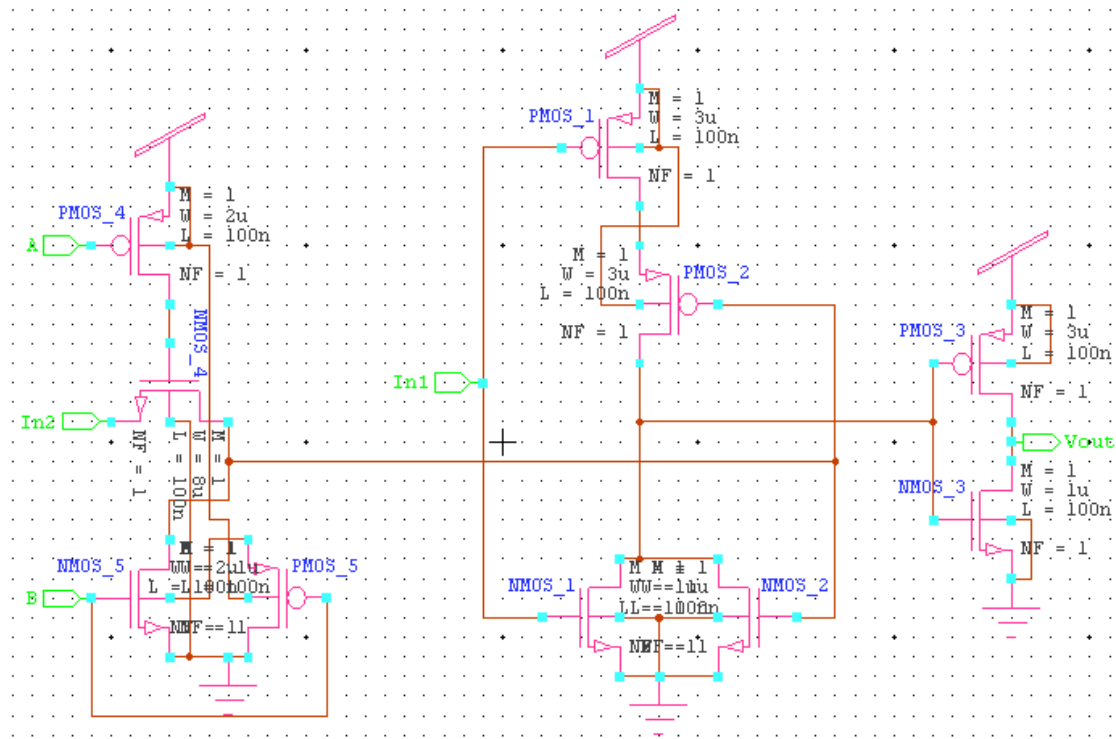 PMOS_1
M = 1
W = 3u
L = 100n
NF = 1
PMOS_4
M = 1
W = 2u
L = 100n
NF = 1
A
PMOS_2
M = 1
W = 3u
L = 100n
NF = 1
PMOS_3
M = 1
W = 3u
L = 100n
NF = 1
NMOS_4
M = 1
W = 8u
L = 100n
NF = 1
In1
In2
Vout
NMOS_3
M = 1
W = 1u
L = 100n
NF = 1
NMOS_5
PMOS_5
B
NMOS_1
NMOS_2